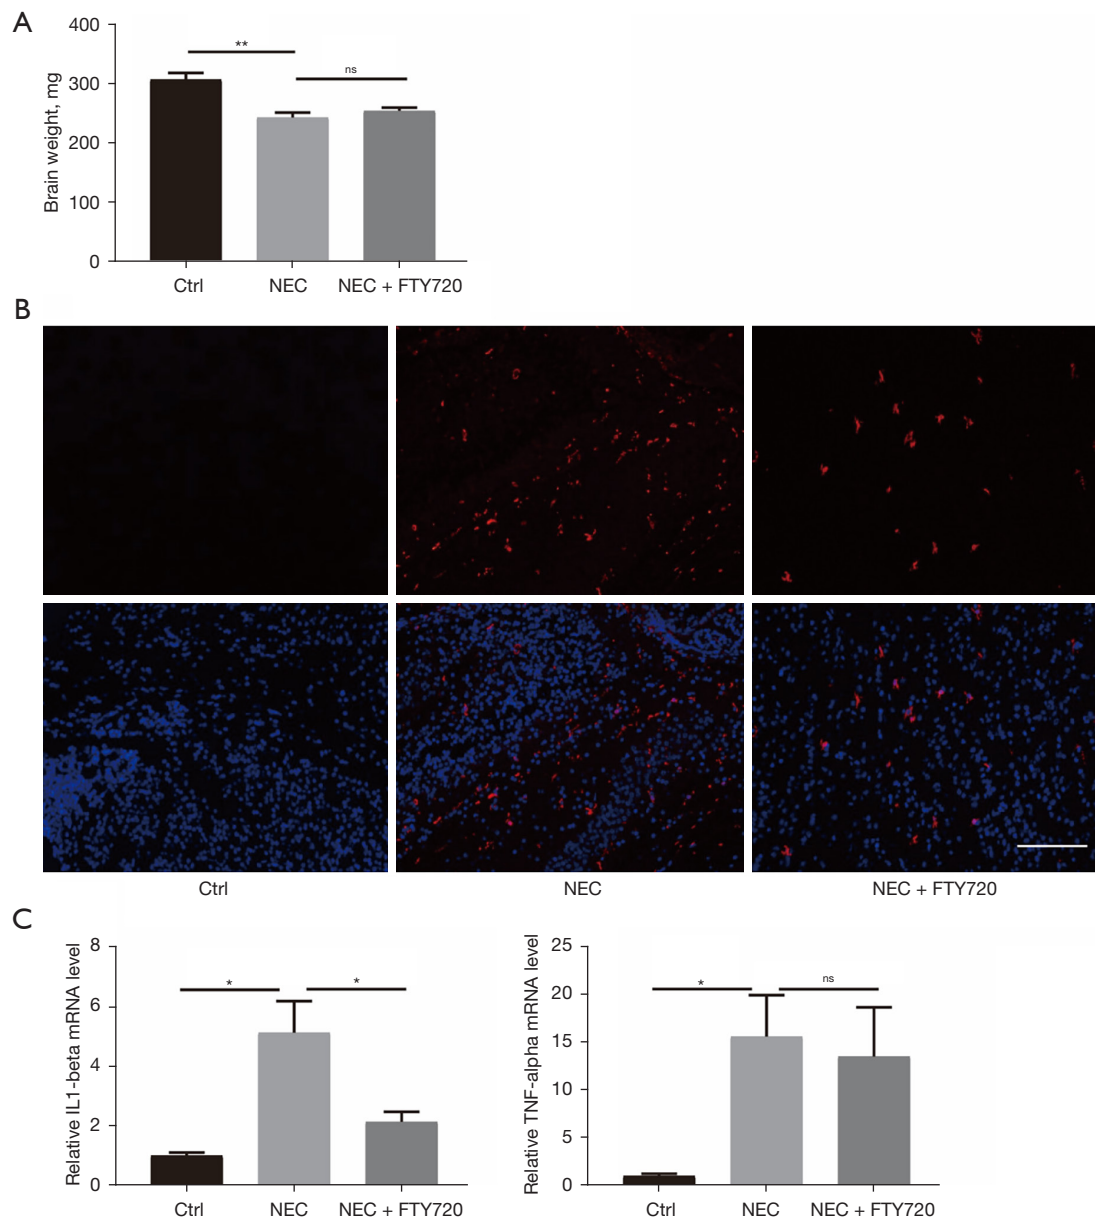 A
400
300
200
100
0
Brain weight, mg
**
ns
Ctrl
NEC
NEC + FTY720
B
Ctrl
NEC
NEC + FTY720
C
8
6
4
2
0
Relative IL1-beta mRNA level
*
*
Ctrl
NEC
NEC + FTY720
25
20
15
10
5
0
Relative TNF-alpha mRNA level
*
ns
Ctrl
NEC
NEC + FTY720